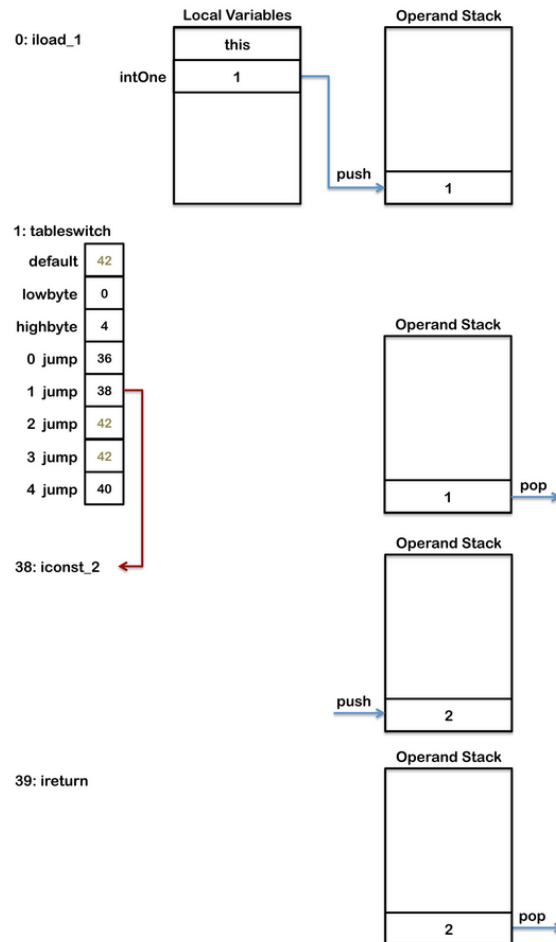 Local Variables
Operand Stack
0: iload_1
this
intOne
1
push
1
1: tableswitch
default 42
lowbyte 0
highbyte 4
Operand Stack
0 jump 36
1 jump 38
2 jump 42
3 jump 42
4 jump 40
1
pop
Operand Stack
38: iconst_2
push
2
Operand Stack
39: ireturn
pop
2